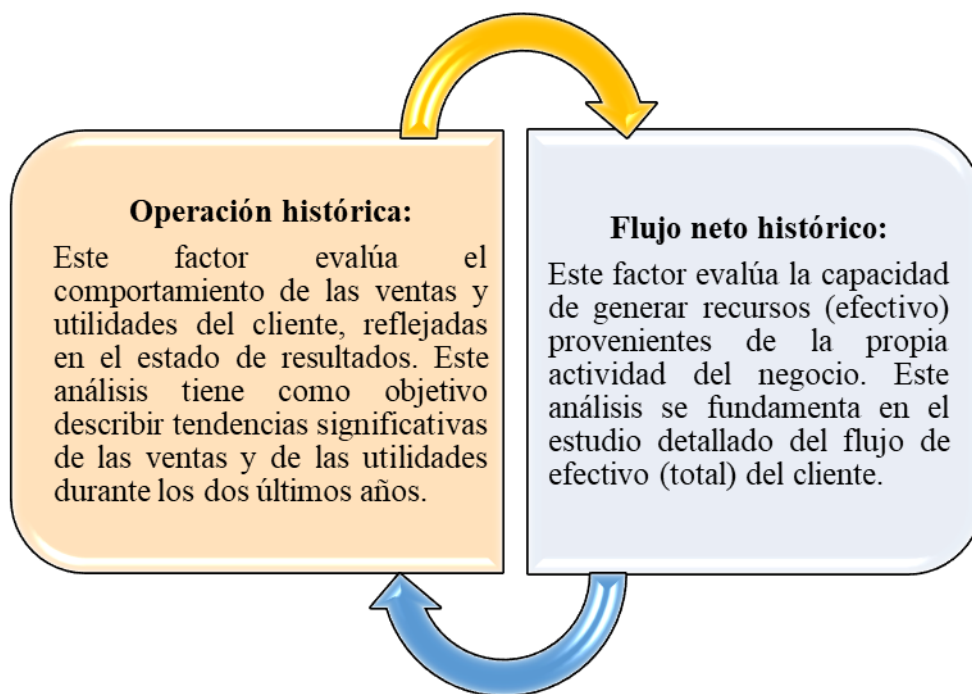 Operación histórica:
Este factor evalúa el
comportamiento de las ventas y
utilidades del cliente, reflejadas
en el estado de resultados. Este
análisis tiene como objetivo
describir tendencias significativas
de las ventas y de las utilidades
durante los dos últimos años.
Flujo neto histórico:
Este factor evalúa la capacidad
de generar recursos (efectivo)
provenientes de la propia
actividad del negocio. Este
análisis se fundamenta en el
estudio detallado del flujo de
efectivo (total) del cliente.